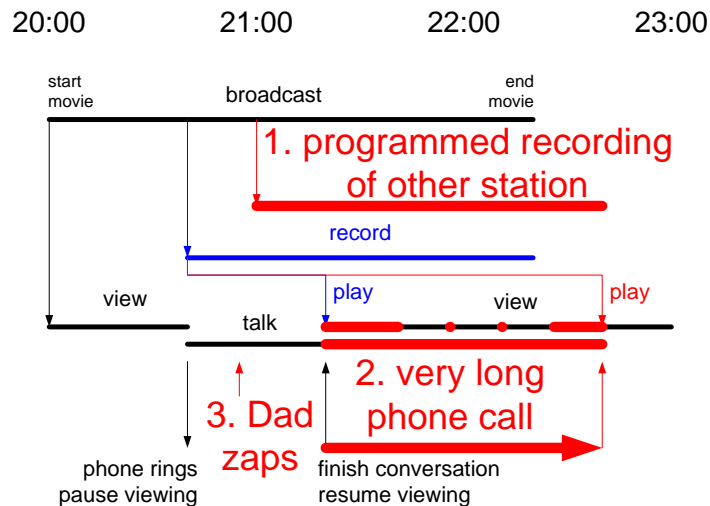 20:00 21:00 22:00 23:00
start
movie
broadcast
end
movie
1. programmed recording
of other station
record
view
play
view
play
talk
2. very long
phone call
3. Dad
zaps
phone rings
pause viewing
finish conversation
resume viewing